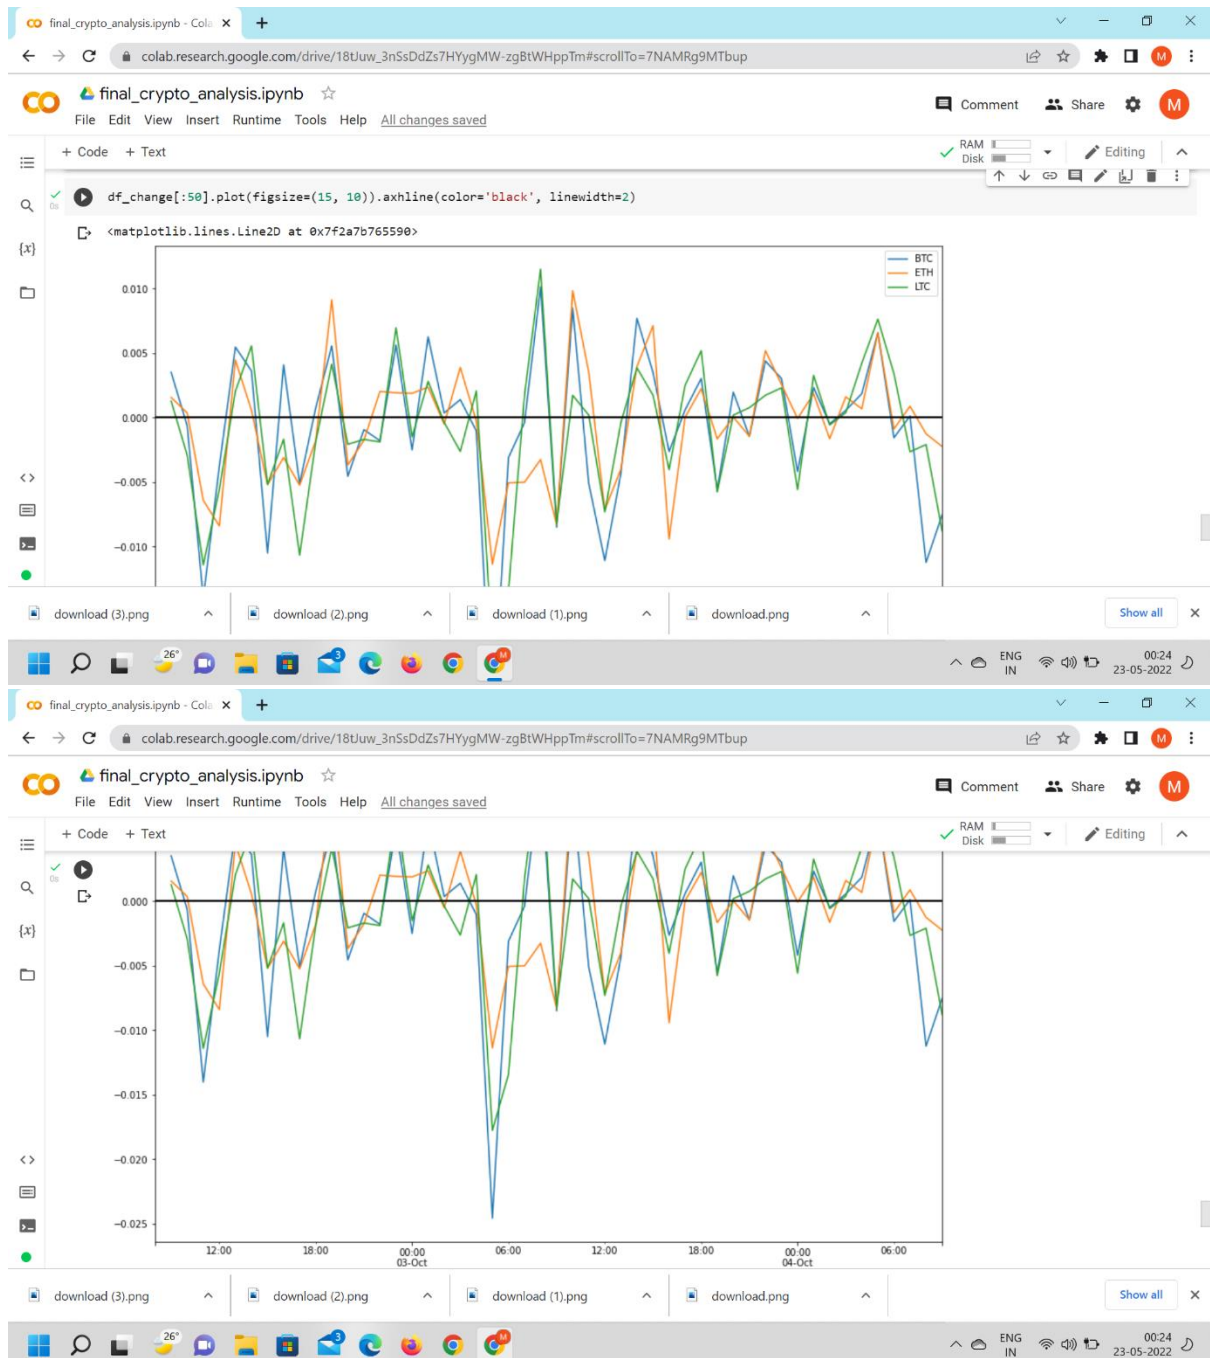 final_crypto_analysis.ipynb - Cola
colab.research.google.com/drive/18tUuw_3nSsDdZs7HYygMW-zgBtWHppTm#scrollTo=7NAMRg9MTbup
M
final_crypto_analysis.ipynb
Comment Share M
File Edit View Insert Runtime Tools Help All changes saved
+ Code + Text
RAM
Disk
Editing
0s
df_change[:50].plot(figsize=(15, 10)).axhline(color='black', linewidth=2)
<matplotlib.lines.Line2D at 0x7f2a7b765590>
{x}
BTC
ETH
LTC
0.010
0.005
0.000
−0.005
−0.010
download (3).png download (2).png download (1).png download.png Show all
26° 3 M
ENG
IN
00:24
23-05-2022
final_crypto_analysis.ipynb - Cola
colab.research.google.com/drive/18tUuw_3nSsDdZs7HYygMW-zgBtWHppTm#scrollTo=7NAMRg9MTbup
M
final_crypto_analysis.ipynb
Comment Share M
File Edit View Insert Runtime Tools Help All changes saved
+ Code + Text
RAM
Disk
Editing
0s
{x}
0.000
−0.005
−0.010
−0.015
−0.020
−0.025
12:00 18:00 00:00 06:00 12:00 18:00 00:00 06:00
03-Oct 04-Oct
download (3).png download (2).png download (1).png download.png Show all
26° 3 M
ENG
IN
00:24
23-05-2022